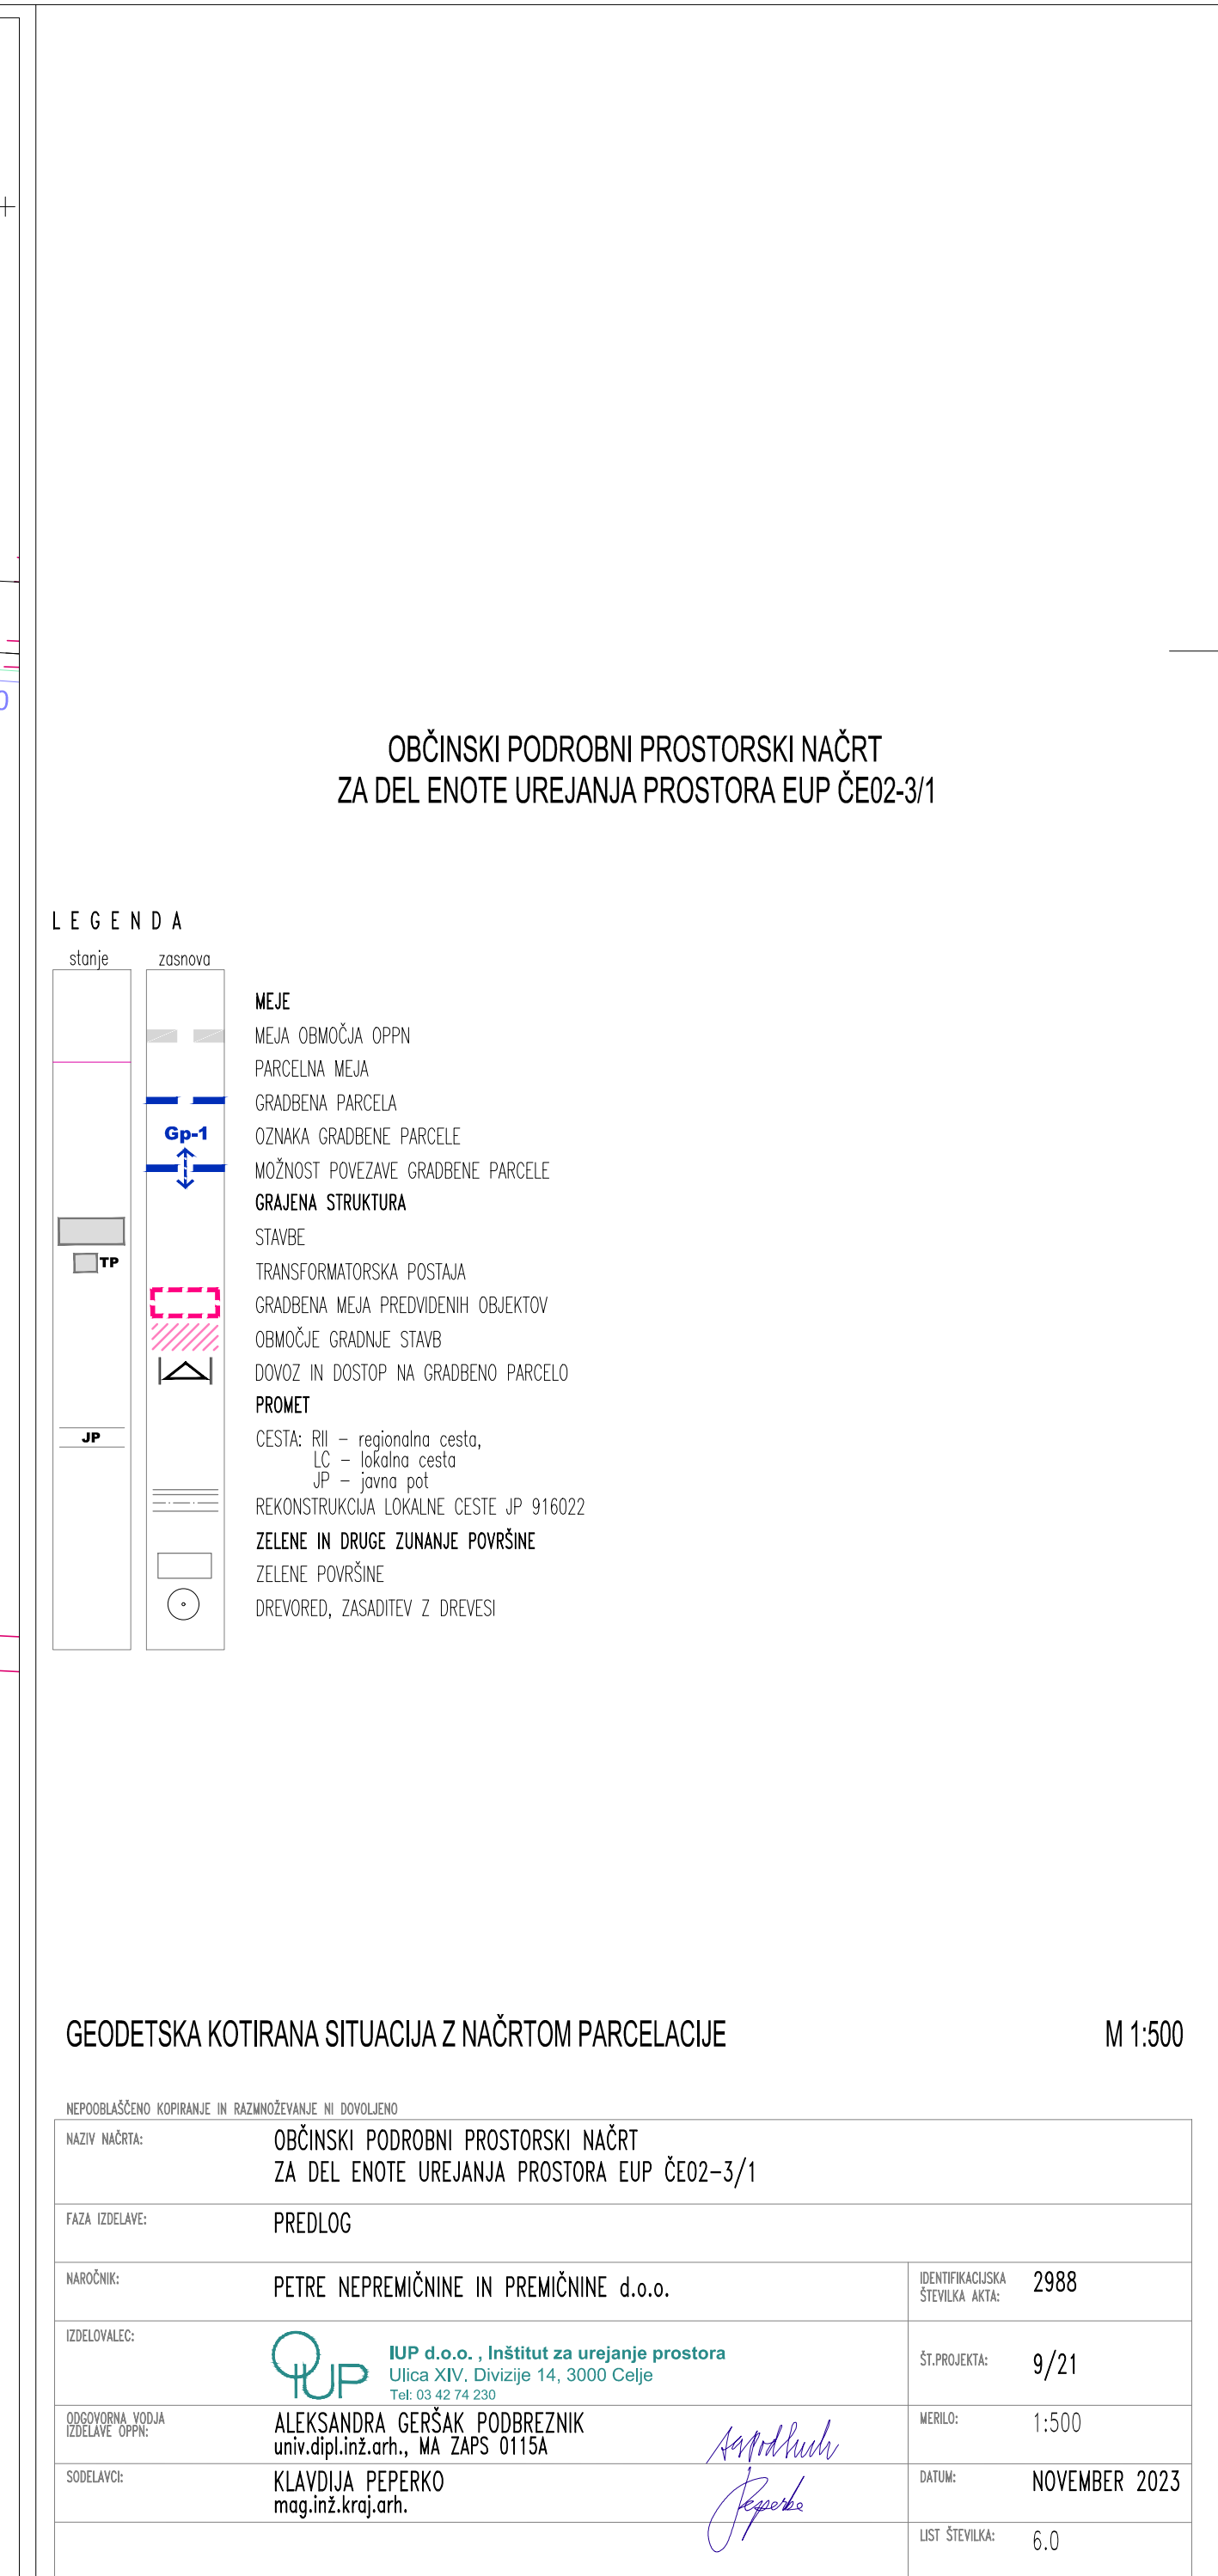 OBČINSKI PODROBNI PROSTORSKI NAČRT
ZA DEL ENOTE UREJANJA PROSTORA EUP ČE02-3/1
LEGENDA
stanje zasnova
MEJE
MEJA OBMOČJA OPPN
PARCELNA MEJA
GRADBENA PARCELA
Gp-1 OZNAKA GRADBENE PARCELE
MOŽNOST POVEZAVE GRADBENE PARCELE
GRAJENA STRUKTURA
STAVBE
TP TRANSFORMATORSKA POSTAJA
GRADBENA MEJA PREDVIDENIH OBJEKTOV
OBMOČJE GRADNJE STAVB
DOVOZ IN DOSTOP NA GRADBENO PARCELO
PROMET
JP CESTA: RII – regionalna cesta,
LC – lokalna cesta
JP – javna pot
REKONSTRUKCIJA LOKALNE CESTE JP 916022
ZELENE IN DRUGE ZUNANJE POVRŠINE
ZELENE POVRŠINE
DREVORED, ZASADITEV Z DREVESI
GEODETSKA KOTIRANA SITUACIJA Z NAČRTOM PARCELACIJE M 1:500
NEPOOBLAŠČENO KOPIRANJE IN RAZMNOŽEVANJE NI DOVOLJENO
NAZIV NAČRTA: OBČINSKI PODROBNI PROSTORSKI NAČRT
ZA DEL ENOTE UREJANJA PROSTORA EUP ČE02-3/1
FAZA IZDELAVE: PREDLOG
NAROČNIK: PETRE NEPREMIČNINE IN PREMIČNINE d.o.o.
IDENTIFIKACIJSKA
ŠTEVILKA AKTA: 2988
IZDELOVALEC:
IUP
IUP d.o.o. , Inštitut za urejanje prostora
Ulica XIV. Divizije 14, 3000 Celje
Tel: 03 42 74 230
ŠT.PROJEKTA: 9/21
ODGOVORNA VODJA
IZDELAVE OPPN:
ALEKSANDRA GERŠAK PODBREZNIK
univ.dipl.inž.arh., MA ZAPS 0115A
MERILO: 1:500
SODELAVCI: KLAVDIJA PEPERKO
mag.inž.kraj.arh.
DATUM: NOVEMBER 2023
LIST ŠTEVILKA: 6.0